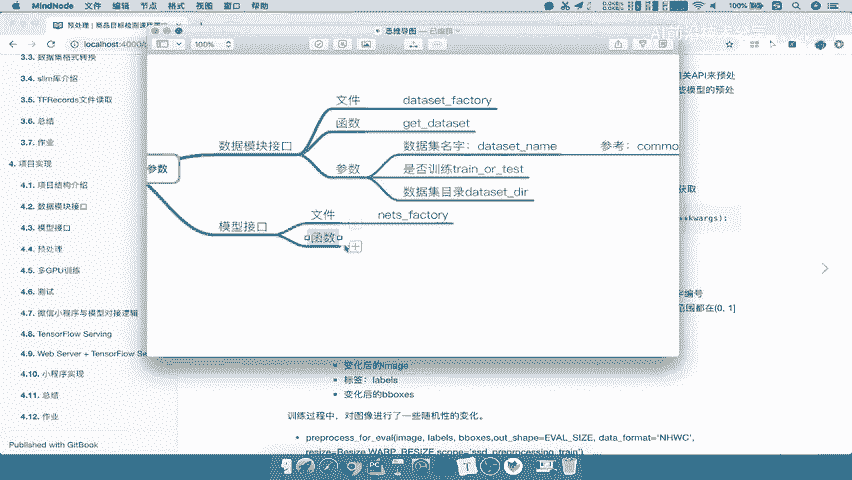 MindNode 文件 编辑 节点 视图 窗口 帮助
100%
预处理 | 商品目标检测课程
localhost:4000/
思维导图 — 已编辑
100%
3.3. 数据集格式转换
3.4. slim库介绍
3.5. TFRecords文件读取
3.6. 总结
3.7. 作业
4. 项目实现
4.1. 项目结构介绍
4.2. 数据模块接口
4.3. 模型接口
4.4. 预处理
4.5. 多GPU训练
4.6. 测试
4.7. 微信小程序与模型对接逻辑
4.8. TensorFlow Serving
4.9. Web Server + TensorFlow Se
4.10. 小程序实现
4.11. 总结
4.12. 作业
Published with GitBook
参数
数据模块接口
文件 dataset_factory
函数 get_dataset
参数
数据集名字：dataset_name 参考：commo
是否训练train_or_test
数据集目录dataset_dir
模型接口
文件 nets_factory
函数
相关API来预处
些模型的预处
获取
**kwargs);
字编号
范围都在(0, 1]
变化后的image
标签：labels
变化后的bboxes
训练过程中，对图像进行了一些随机性的变化。
preprocess_for_eval(image, labels, bboxes,out_shape=EVAL_SIZE, data_format='NHWC',
resize=Resize.WARP_RESIZE,scope='ssd_preprocessing_train')